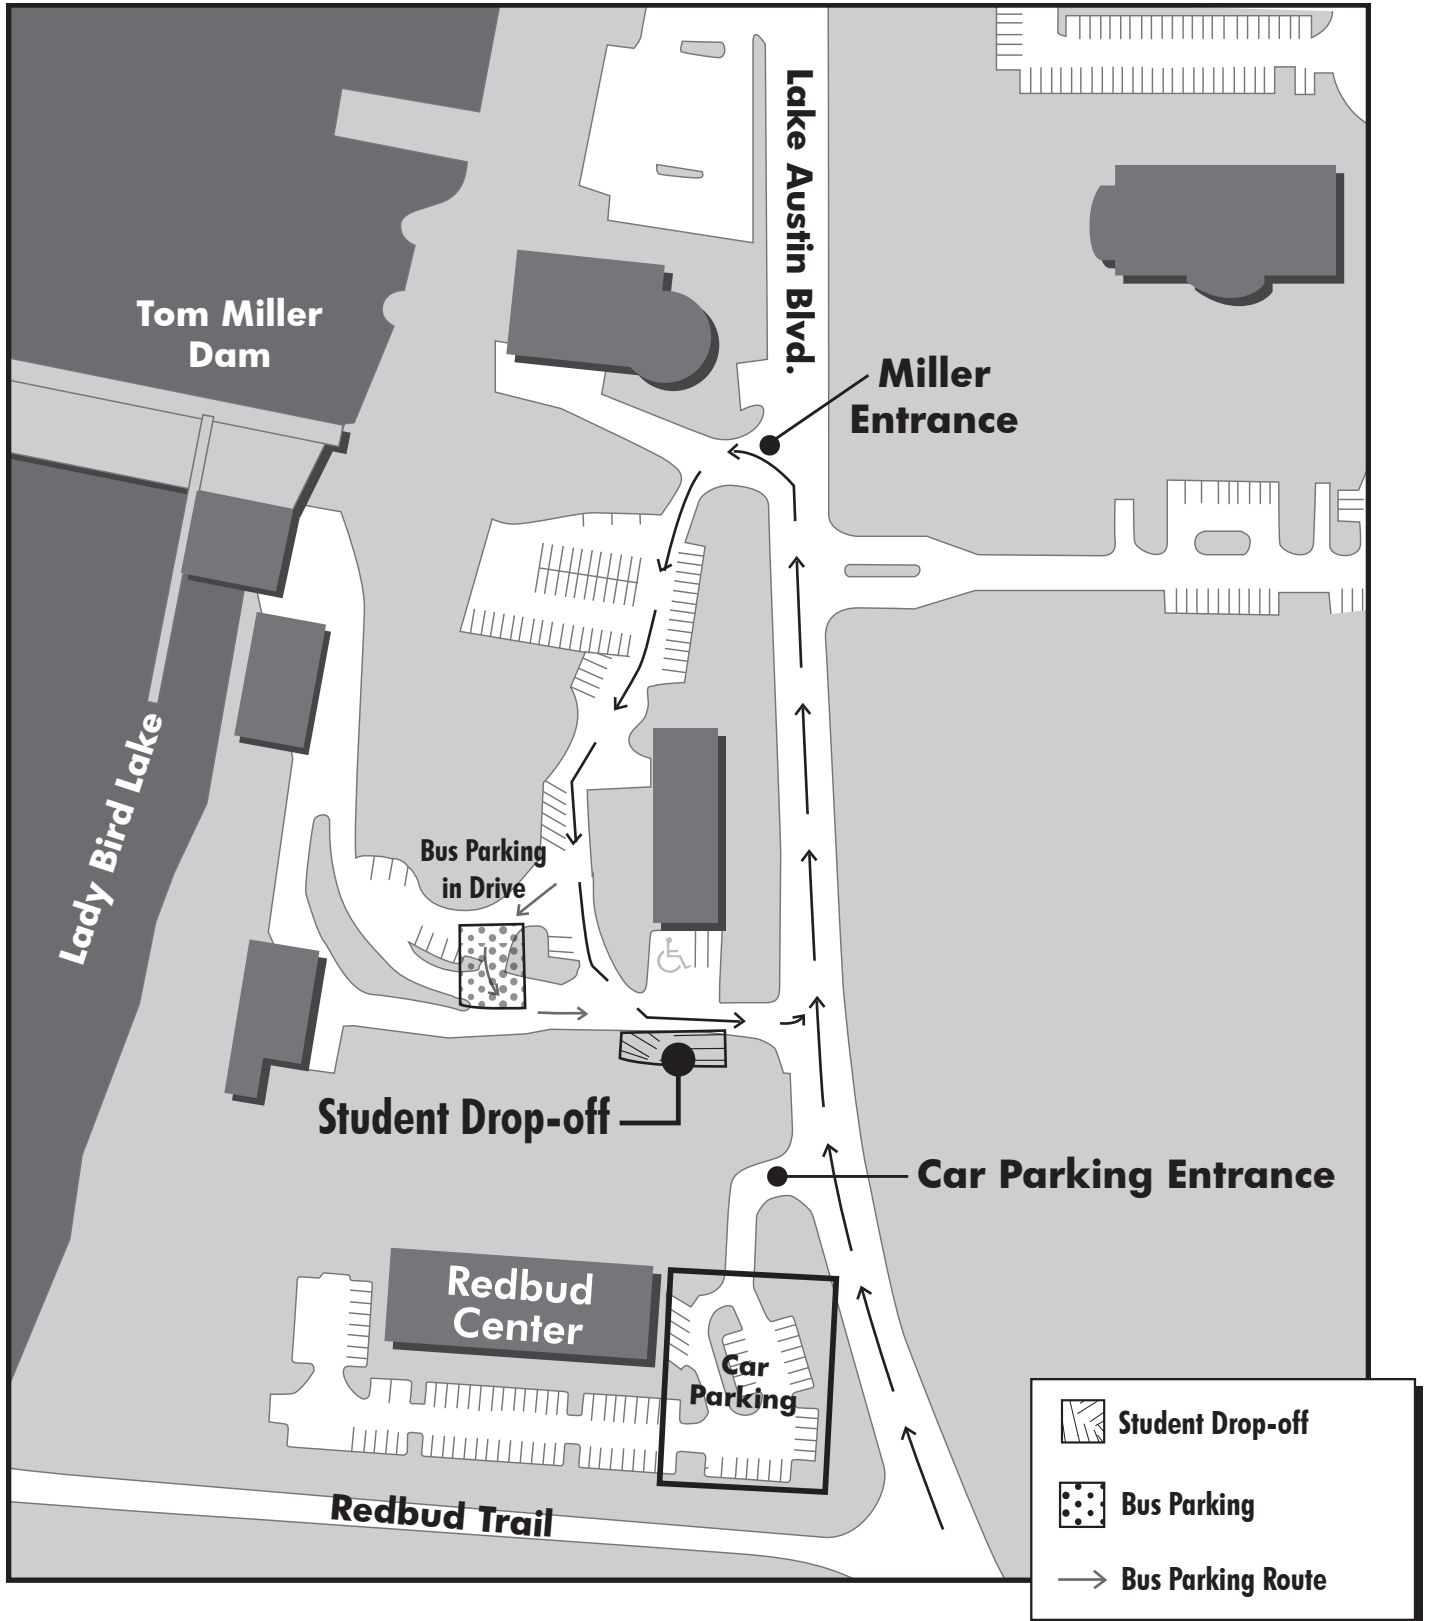 Lake Austin Blvd.
Tom Miller
Dam
Miller
Entrance
Lady Bird Lake
Bus Parking
in Drive
Student Drop-off
Car Parking Entrance
Redbud
Center
Car
Parking
Redbud Trail
Student Drop-off
Bus Parking
Bus Parking Route